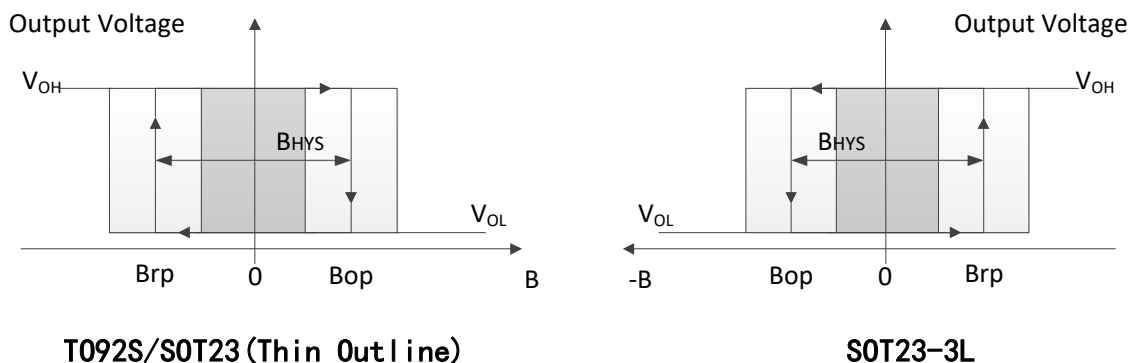 Output Voltage
Output Voltage
VOH
VOH
BHYS
BHYS
VOL
VOL
Brp 0 Bop B
-B Bop 0 Brp
TO92S/SOT23(Thin Outline)
SOT23-3L